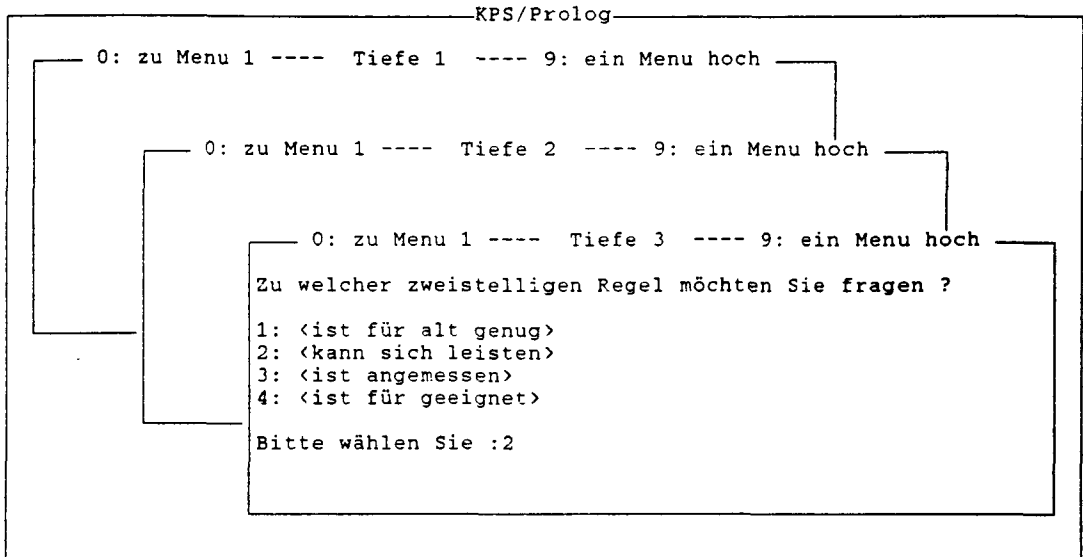 KPS/Prolog
0: zu Menu 1 ---- Tiefe 1 ---- 9: ein Menu hoch
0: zu Menu 1 ---- Tiefe 2 ---- 9: ein Menu hoch
0: zu Menu 1 ---- Tiefe 3 ---- 9: ein Menu hoch
Zu welcher zweistelligen Regel möchten Sie fragen ?
1: <ist für alt genug>
2: <kann sich leisten>
3: <ist angemessen>
4: <ist für geeignet>
Bitte wählen Sie :2